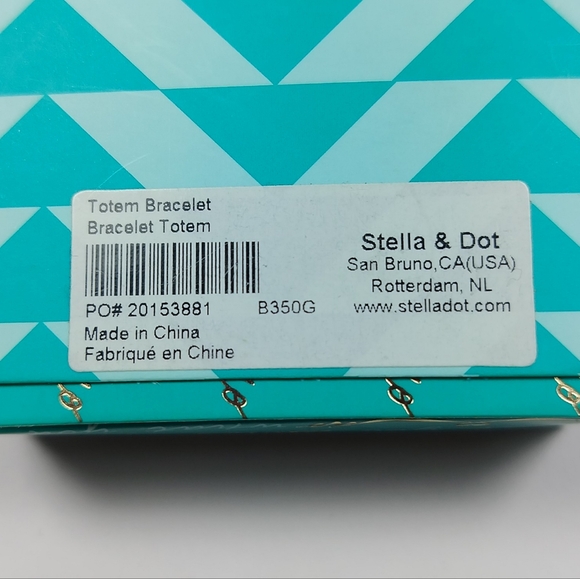 Totem Bracelet
Bracelet Totem
PO# 20153881 B350G
Made in China
Fabriqué en Chine
Stella & Dot
San Bruno,CA(USA)
Rotterdam, NL
www.stelladot.com